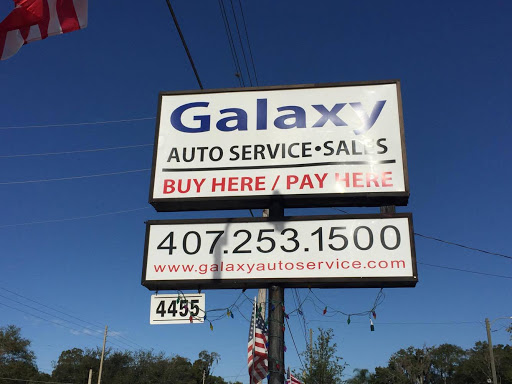 Galaxy
AUTO SERVICE•SALES
BUY HERE / PAY HERE
407.253.1500
www.galaxyautoservice.com
4455